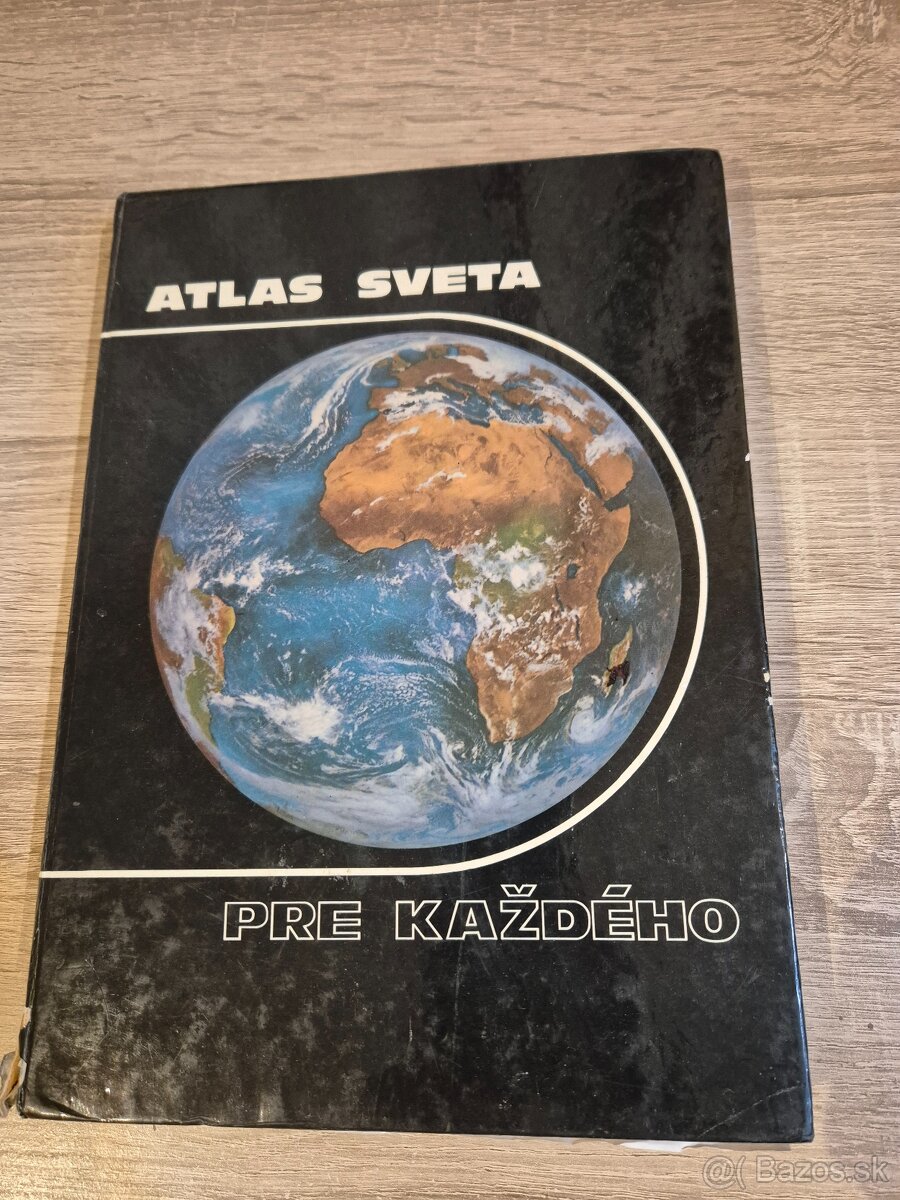 ATLAS SVETA
PRE KAŽDÉHO
@( Bazos.sk